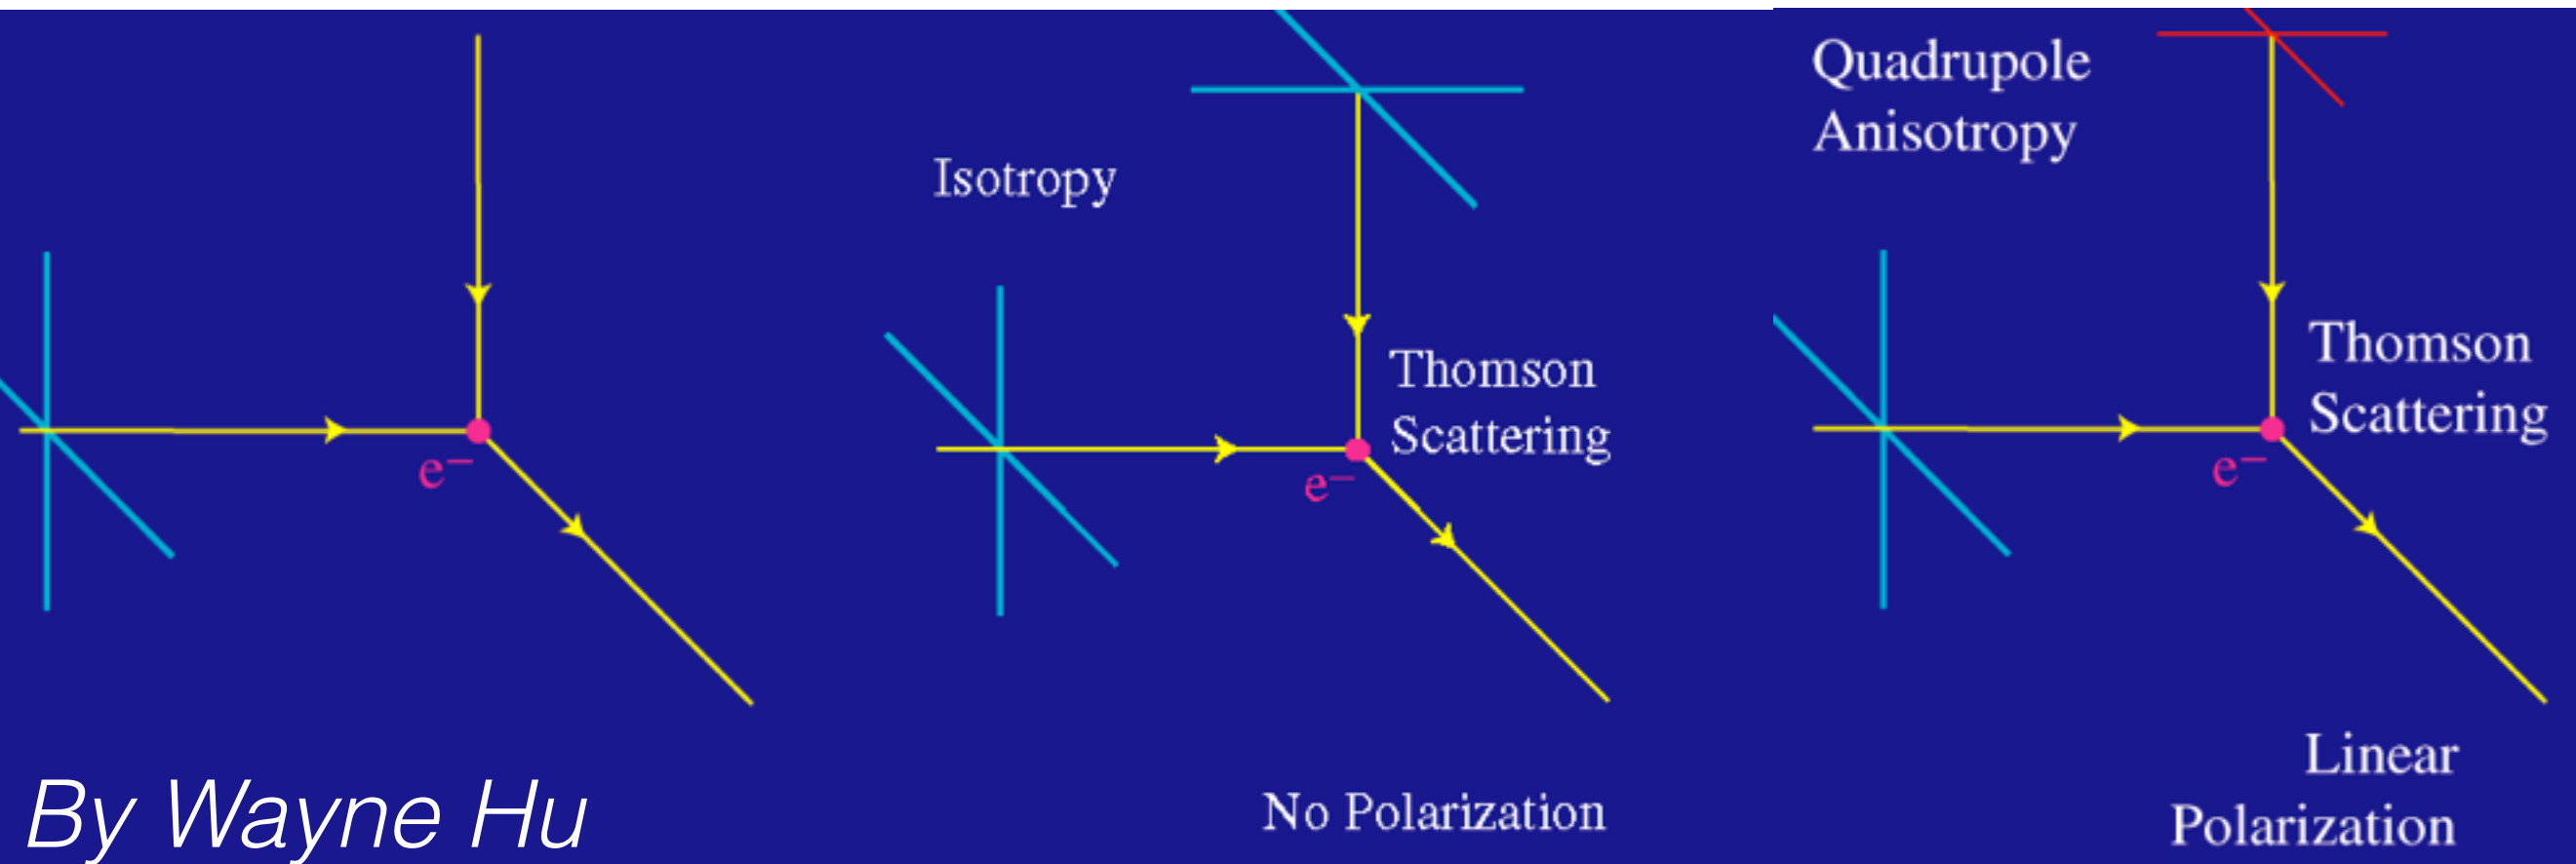 e−
By Wayne Hu
Isotropy
Thomson
Scattering
e−
No Polarization
Quadrupole
Anisotropy
Thomson
Scattering
e−
Linear
Polarization